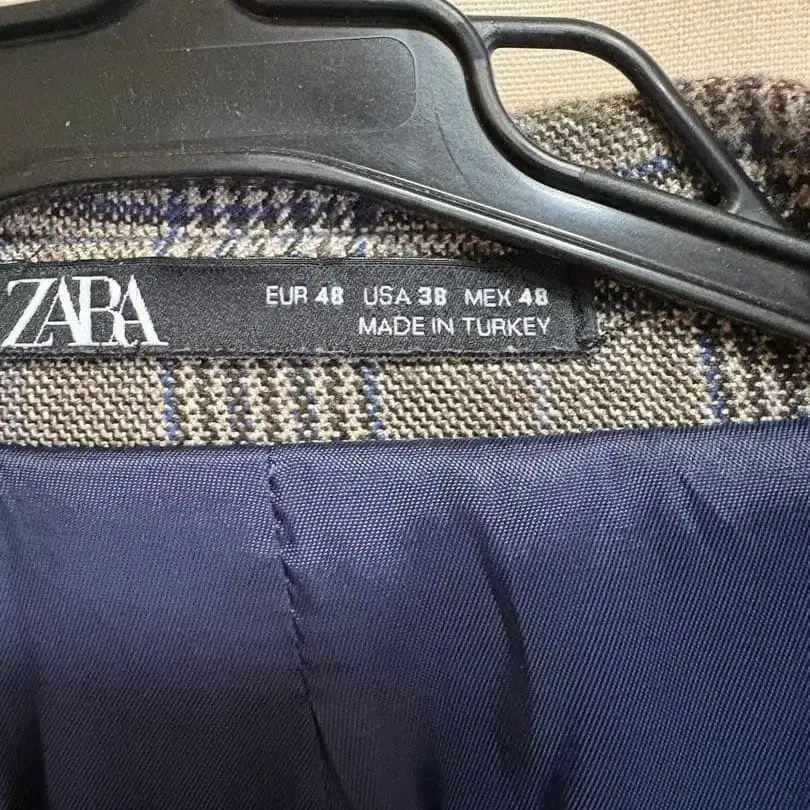 ZARA
EUR 48 USA 38 MEX 48
MADE IN TURKEY